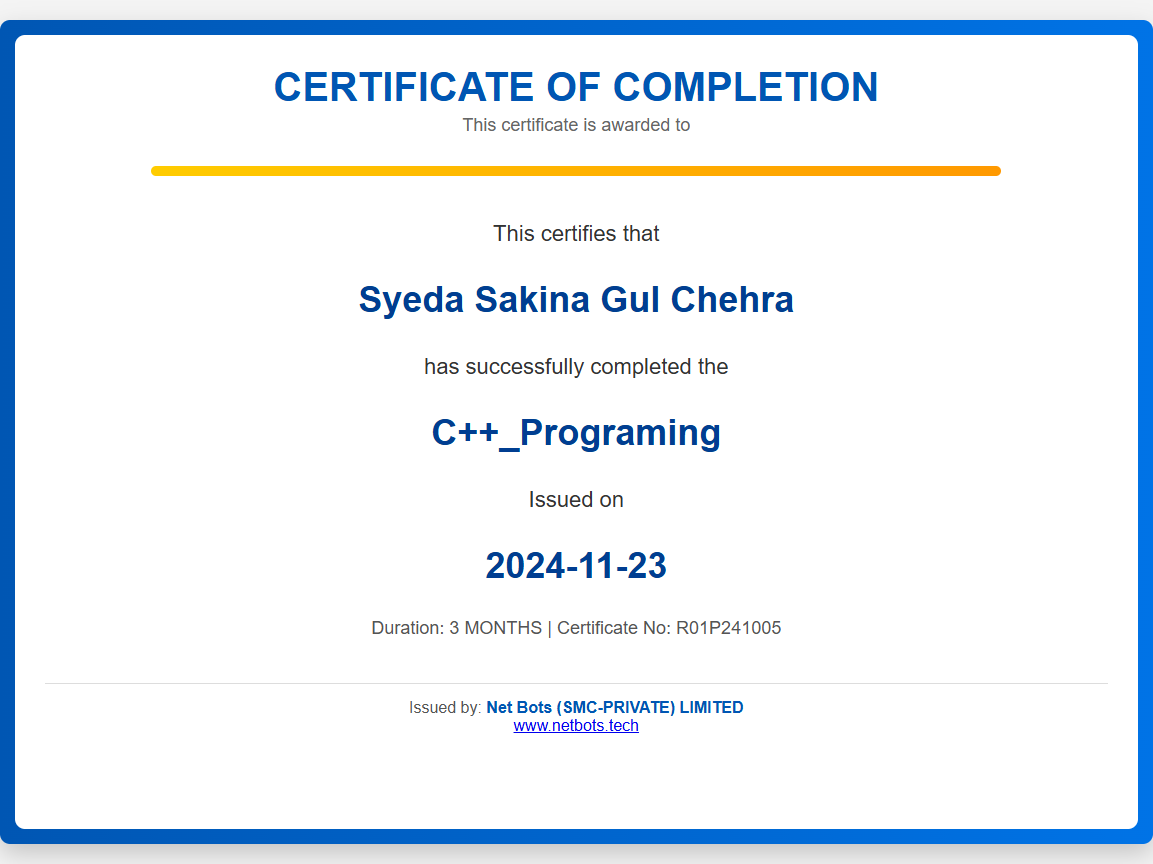 CERTIFICATE OF COMPLETION
This certificate is awarded to
This certifies that
Syeda Sakina Gul Chehra
has successfully completed the
C++_Programing
Issued on
2024-11-23
Duration: 3 MONTHS | Certificate No: R01P241005
Issued by: Net Bots (SMC-PRIVATE) LIMITED
www.netbots.tech